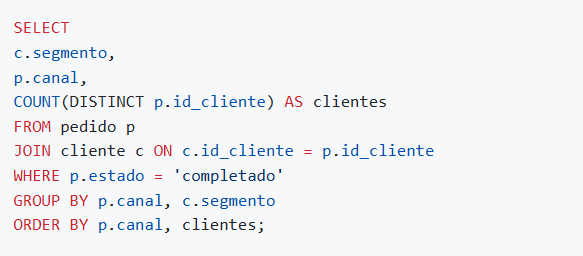 SELECT
c.segmento,
p.canal,
COUNT(DISTINCT p.id_cliente) AS clientes
FROM pedido p
JOIN cliente c ON c.id_cliente = p.id_cliente
WHERE p.estado = 'completado'
GROUP BY p.canal, c.segmento
ORDER BY p.canal, clientes;